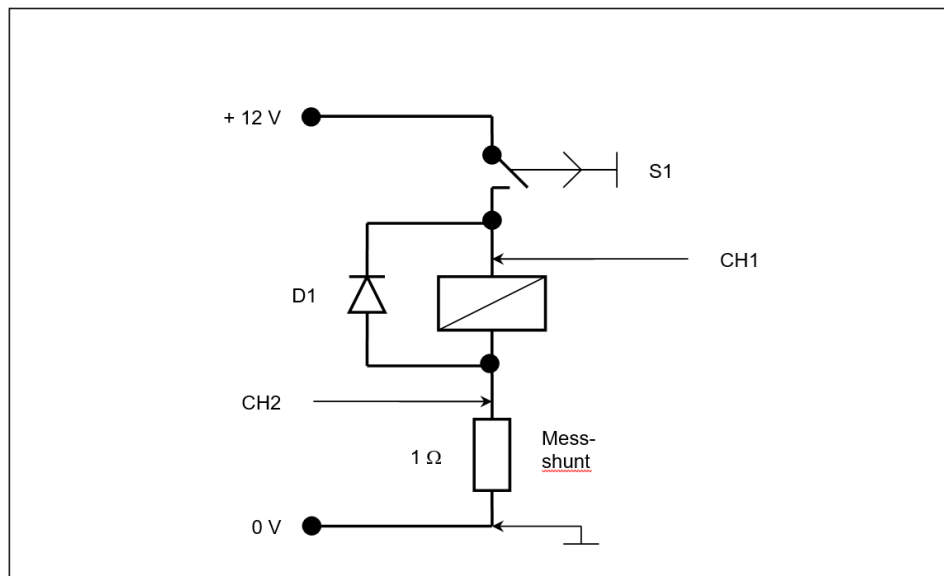 + 12 V
S1
CH1
D1
CH2
1 Ω
Mess-
shunt
0 V